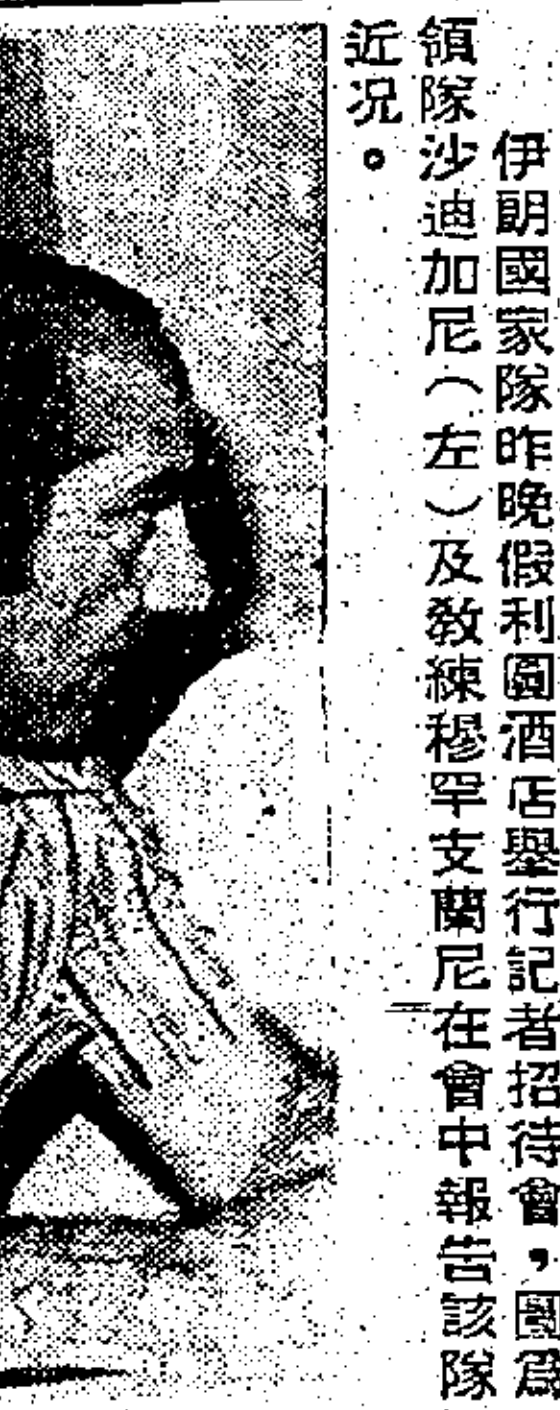 伊朗國家隊昨晚假利園酒店舉行記者招待會，圖爲
領隊沙迪加尼（左）及教練穆罕支蘭尼在會中報告該隊
近況。